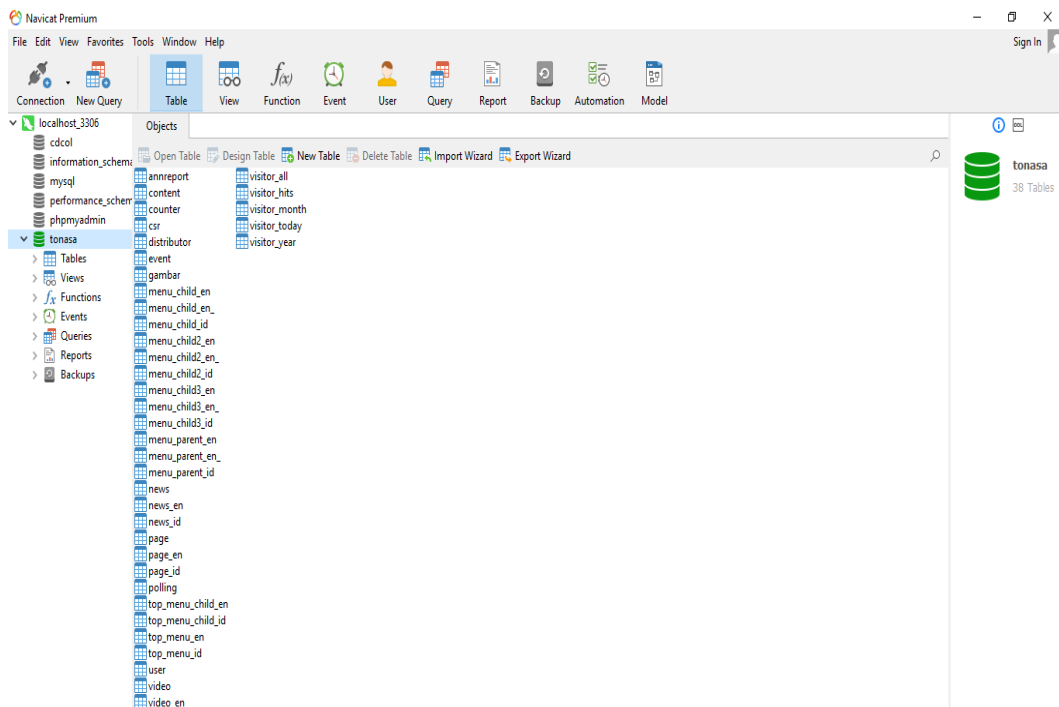 Navicat Premium
File Edit View Favorites Tools Window Help
Sign In
Connection New Query Table View Function Event User Query Report Backup Automation Model
localhost_3306
cdcol
information_schema
mysql
performance_schem
phpmyadmin
tonasa
Tables
Views
Functions
Events
Queries
Reports
Backups
Objects
Open Table Design Table New Table Delete Table Import Wizard Export Wizard
annreport
content
counter
csr
distributor
event
gambar
menu_child_en
menu_child_en_
menu_child_id
menu_child2_en
menu_child2_en_
menu_child2_id
menu_child3_en
menu_child3_en_
menu_child3_id
menu_parent_en
menu_parent_en_
menu_parent_id
news
news_en
news_id
page
page_en
page_id
polling
top_menu_child_en
top_menu_child_id
top_menu_en
top_menu_id
user
video
video_en
visitor_all
visitor_hits
visitor_month
visitor_today
visitor_year
DDL
tonasa
38 Tables